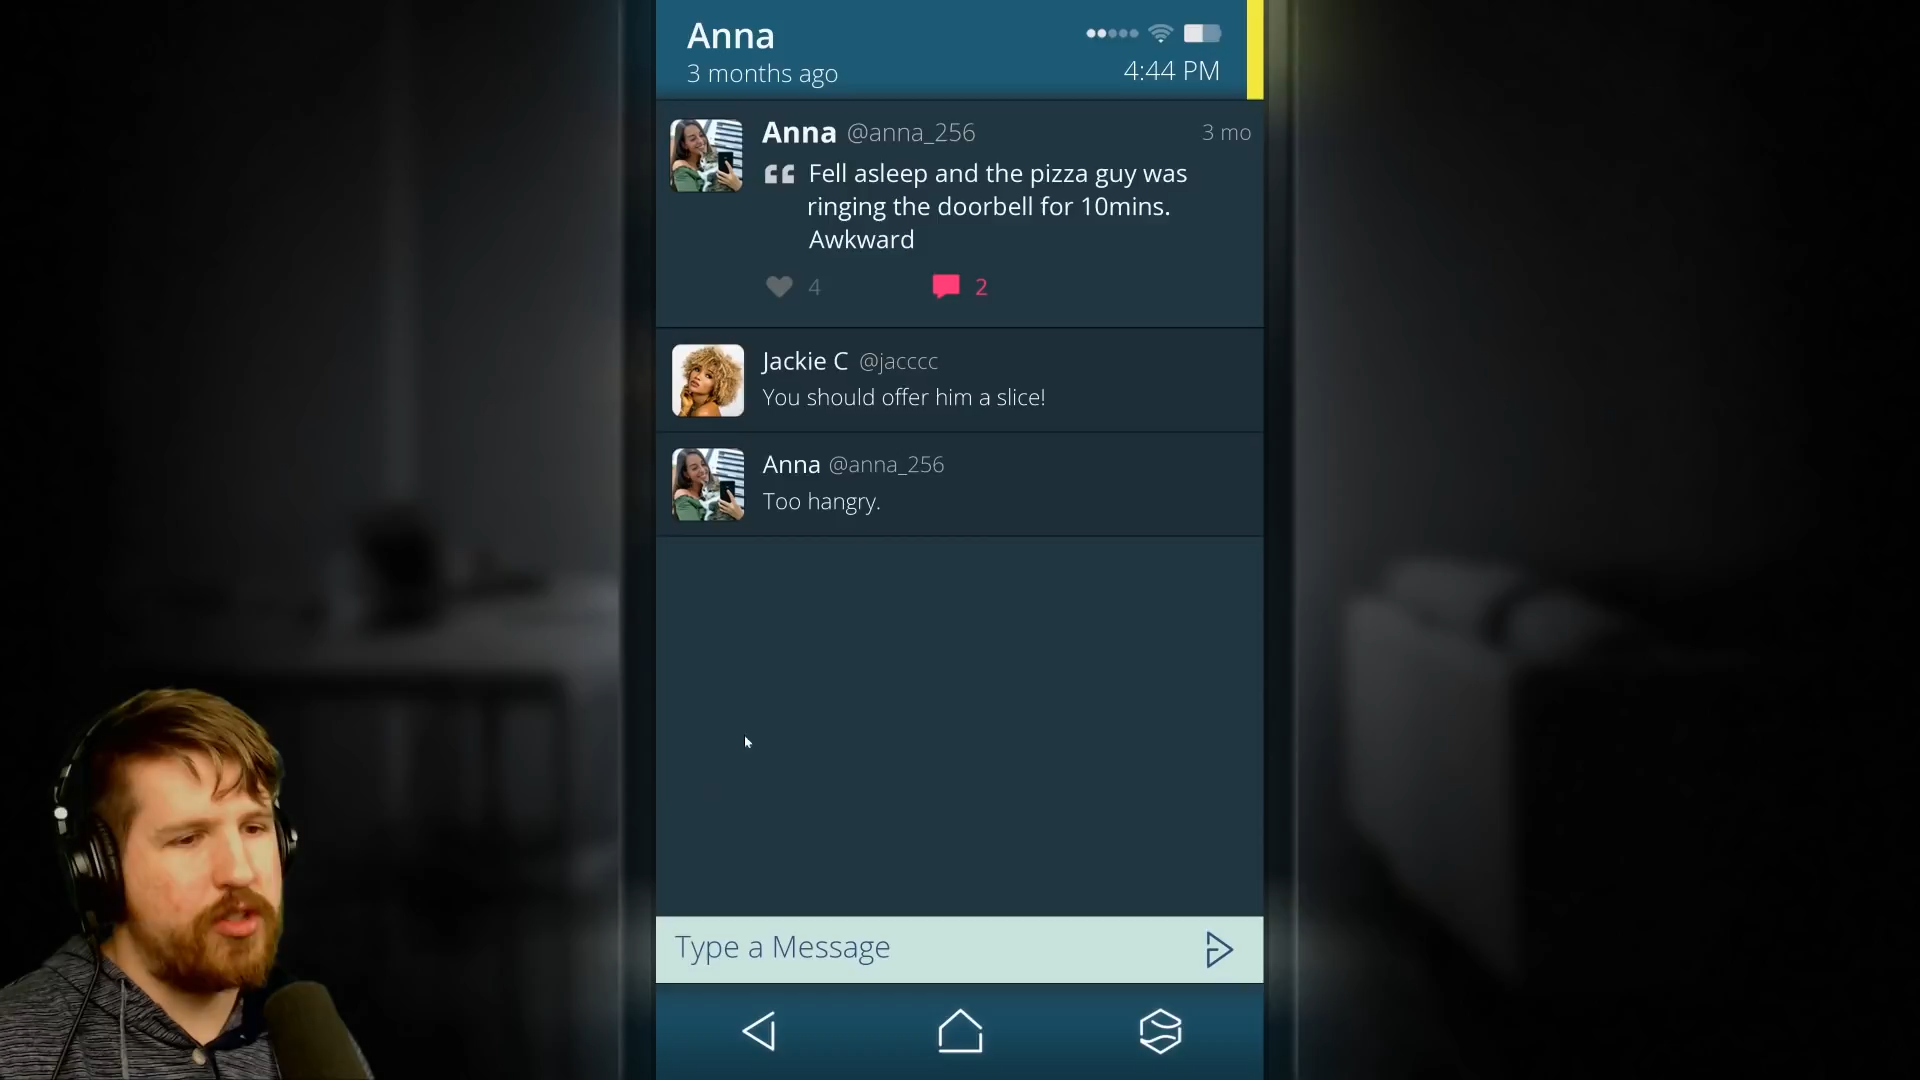 Anna
3 months ago
4:44 PM
Anna @anna_256
3 mo
Fell asleep and the pizza guy was
ringing the doorbell for 10mins.
Awkward
4
2
Jackie C @jacccc
You should offer him a slice!
Anna @anna_256
Too hangry.
Type a Message